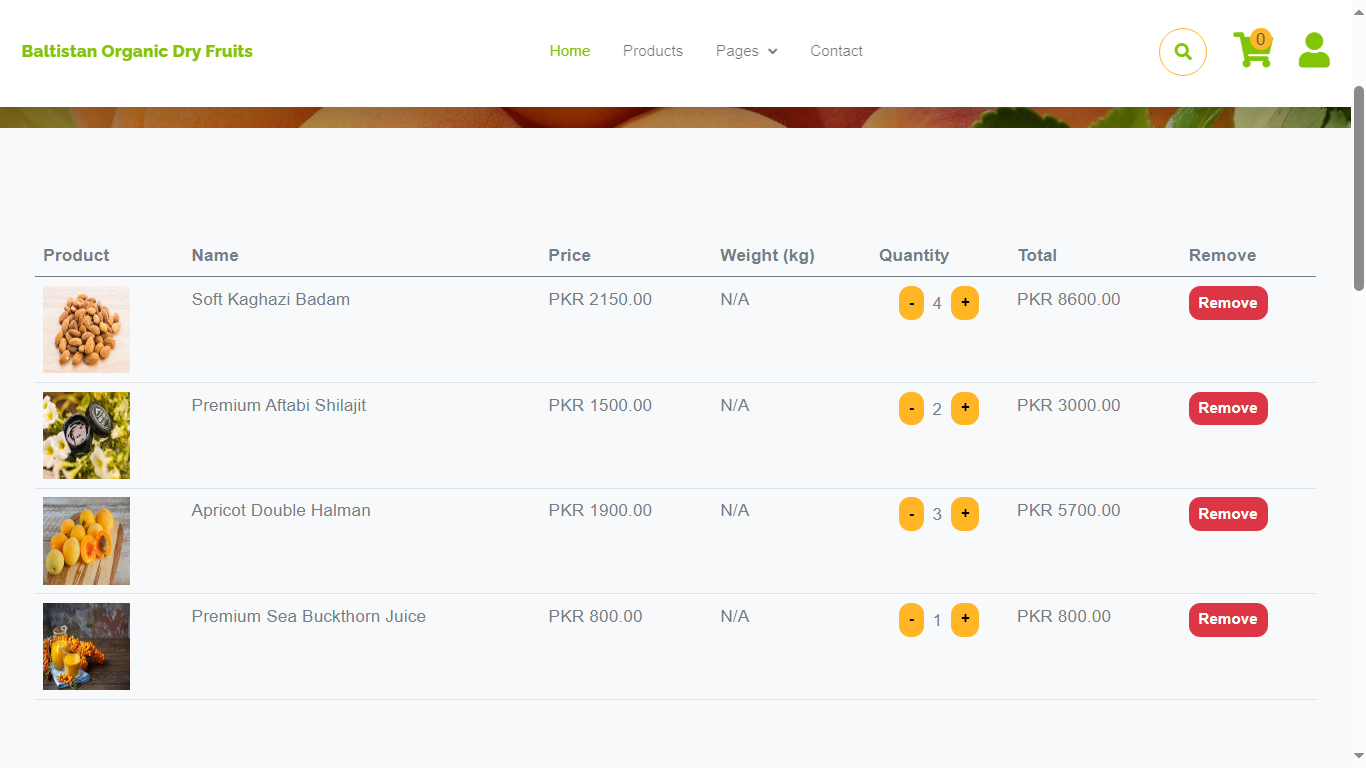 Baltistan Organic Dry Fruits Home Products Pages Contact 0
Product Name Price Weight (kg) Quantity Total Remove
Soft Kaghazi Badam PKR 2150.00 N/A - 4 + PKR 8600.00 Remove
Premium Aftabi Shilajit PKR 1500.00 N/A - 2 + PKR 3000.00 Remove
Apricot Double Halman PKR 1900.00 N/A - 3 + PKR 5700.00 Remove
Premium Sea Buckthorn Juice PKR 800.00 N/A - 1 + PKR 800.00 Remove